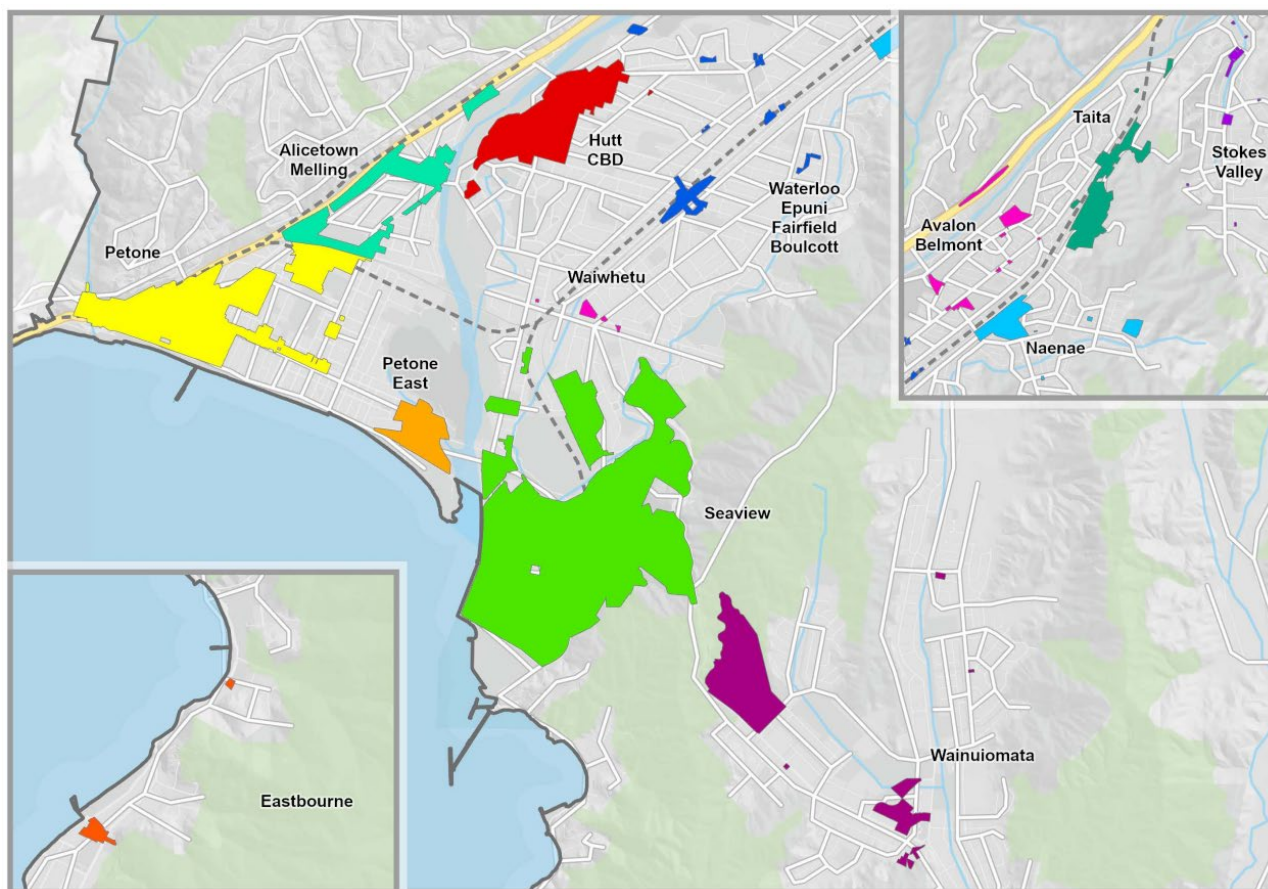 Alicetown
Melling
Hutt
CBD
Petone
Waterloo
Epuni
Fairfield
Boulcott
Waiwhetu
Petone
East
Seaview
Wainuiomata
Eastbourne
Taita
Stokes
Valley
Avalon
Belmont
Naenae